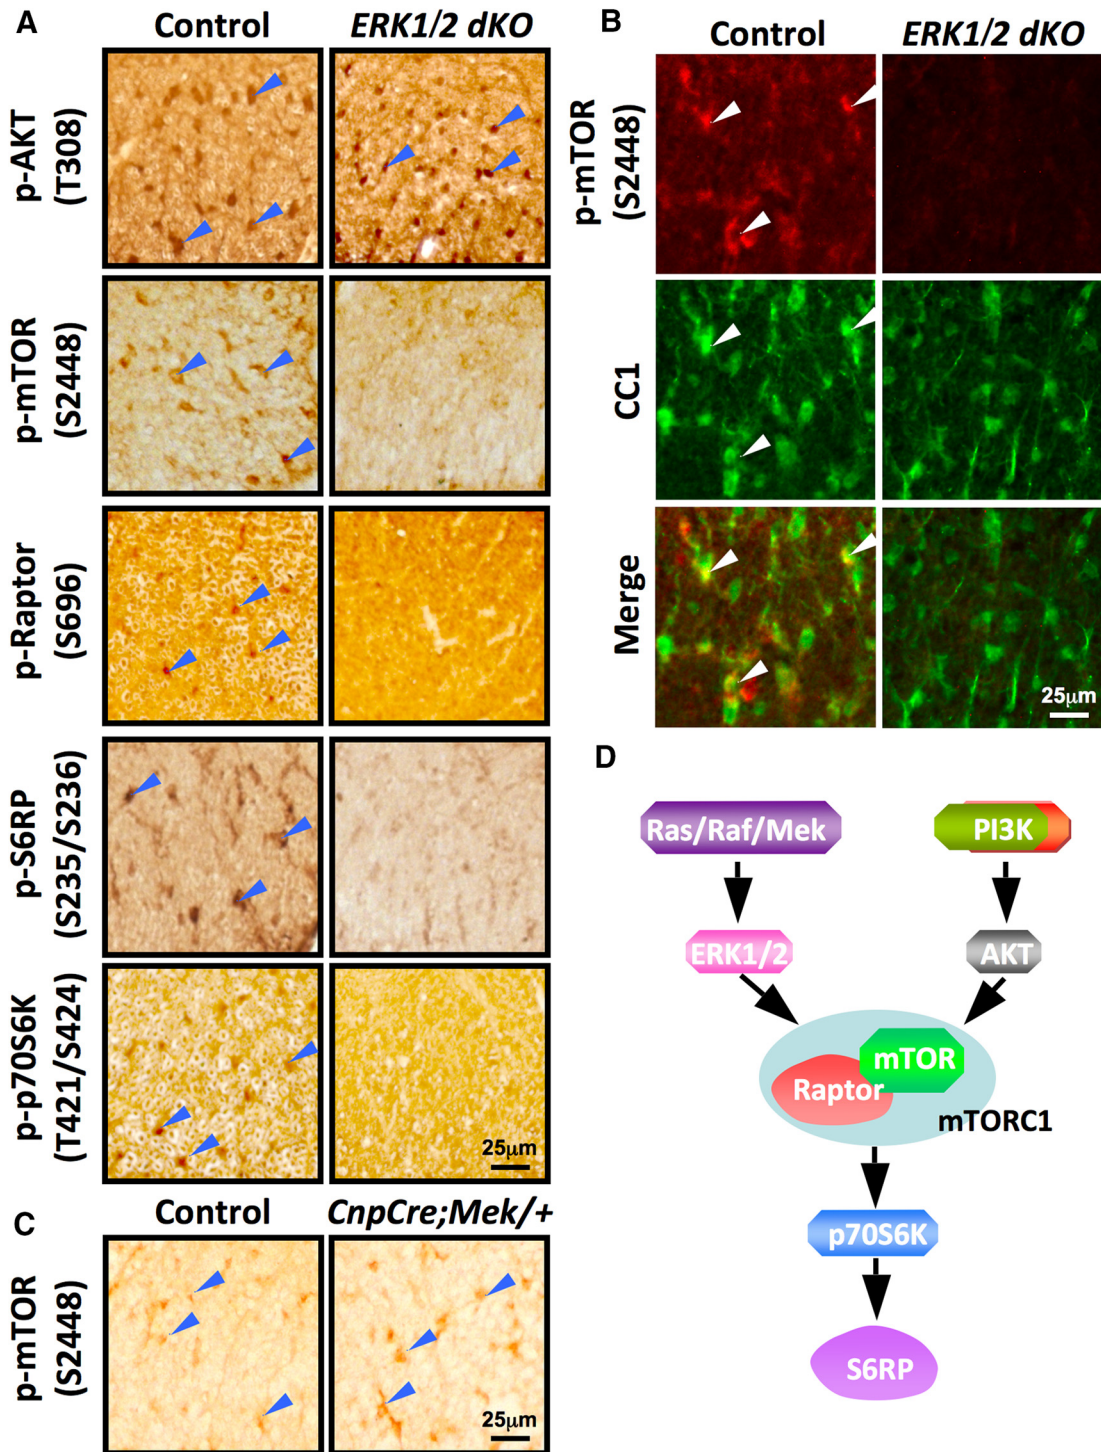 A
Control
ERK1/2 dKO
p-AKT
(T308)
p-mTOR
(S2448)
p-Raptor
(S696)
p-S6RP
(S235/S236)
p-p70S6K
(T421/S424)
25µm
B
Control
ERK1/2 dKO
p-mTOR
(S2448)
CC1
Merge
25µm
C
Control
CnpCre;Mek/+
p-mTOR
(S2448)
25µm
D
Ras/Raf/Mek
PI3K
ERK1/2
AKT
mTOR
Raptor
mTORC1
p70S6K
S6RP